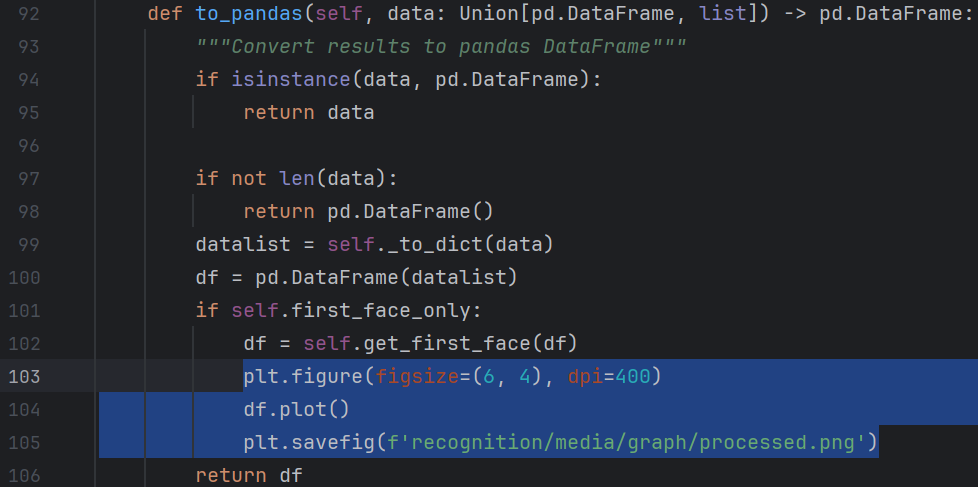 92 def to_pandas(self, data: Union[pd.DataFrame, list]) -> pd.DataFrame:
93 """Convert results to pandas DataFrame"""
94 if isinstance(data, pd.DataFrame):
95 return data
96
97 if not len(data):
98 return pd.DataFrame()
99 datalist = self._to_dict(data)
100 df = pd.DataFrame(datalist)
101 if self.first_face_only:
102 df = self.get_first_face(df)
103 plt.figure(figsize=(6, 4), dpi=400)
104 df.plot()
105 plt.savefig(f'recognition/media/graph/processed.png')
106 return df